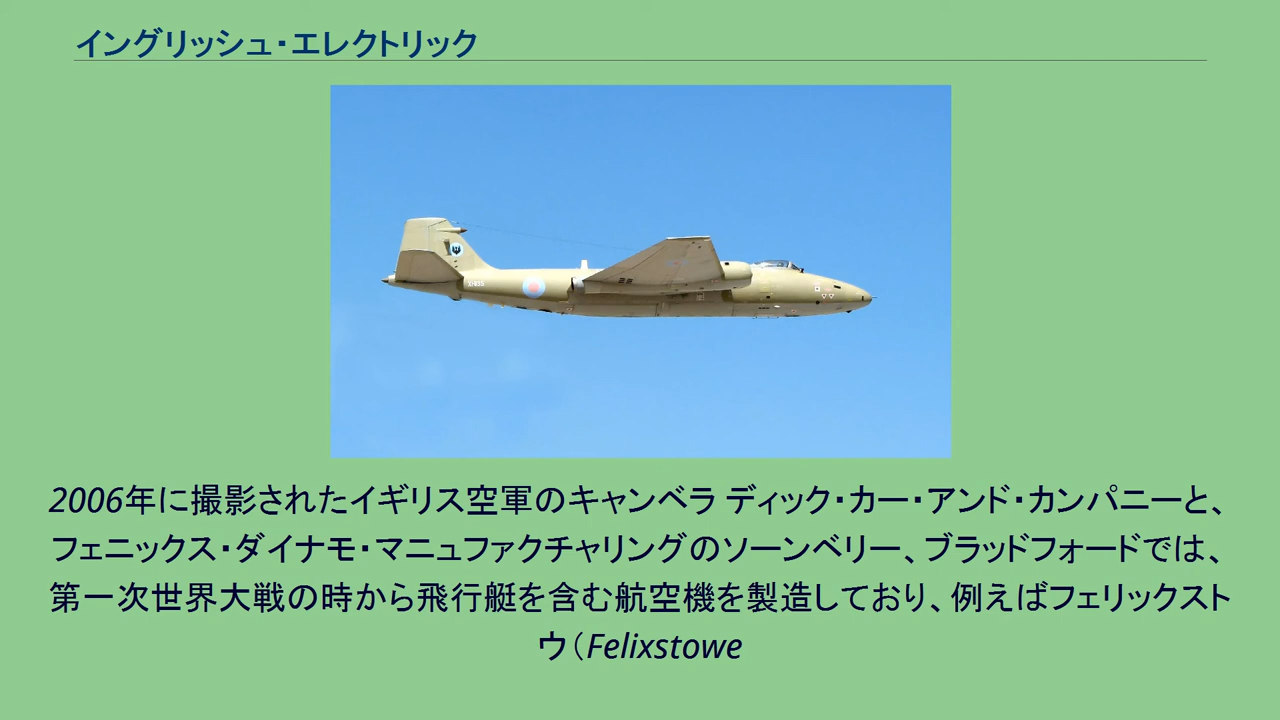 イングリッシュ・エレクトリック
2006年に撮影されたイギリス空軍のキャンベラ ディック・カー・アンド・カンパニーと、
フェニックス・ダイナモ・マニュファクチャリングのソーンベリー、ブラッドフォードでは、
第一次世界大戦の時から飛行艇を含む航空機を製造しており、例えばフェリックスト
ウ（Felixstowe